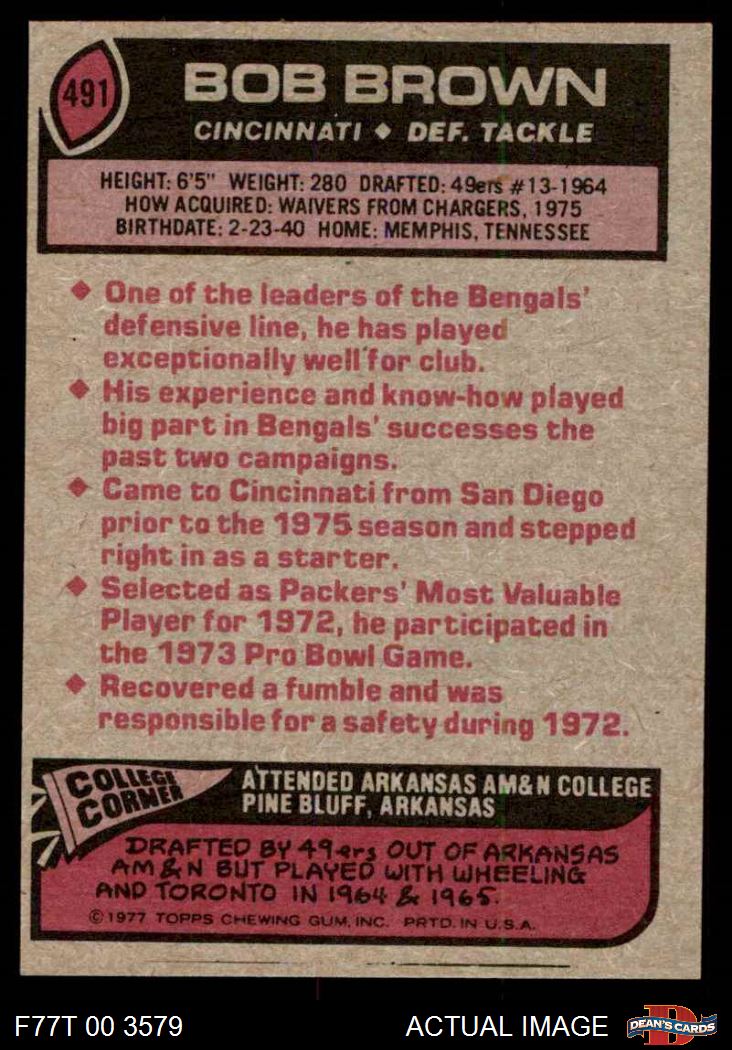 491
BOB BROWN
CINCINNATI ◆ DEF. TACKLE
HEIGHT: 6'5" WEIGHT: 280 DRAFTED: 49ers #13-1964
HOW ACQUIRED: WAIVERS FROM CHARGERS, 1975
BIRTHDATE: 2-23-40 HOME: MEMPHIS, TENNESSEE
◆ One of the leaders of the Bengals'
defensive line, he has played
exceptionally well for club.
◆ His experience and know-how played
big part in Bengals' successes the
past two campaigns.
◆ Came to Cincinnati from San Diego
prior to the 1975 season and stepped
right in as a starter.
◆ Selected as Packers' Most Valuable
Player for 1972, he participated in
the 1973 Pro Bowl Game.
◆ Recovered a fumble and was
responsible for a safety during 1972.
COLLEGE
CORNER
ATTENDED ARKANSAS AM&N COLLEGE
PINE BLUFF, ARKANSAS
DRAFTED BY 49ers OUT OF ARKANSAS
AM&N BUT PLAYED WITH WHEELING
AND TORONTO IN 1964 & 1965.
©1977 TOPPS CHEWING GUM, INC. PRTD. IN U.S.A.
F77T 00 3579
ACTUAL IMAGE
D
DEAN'S CARDS